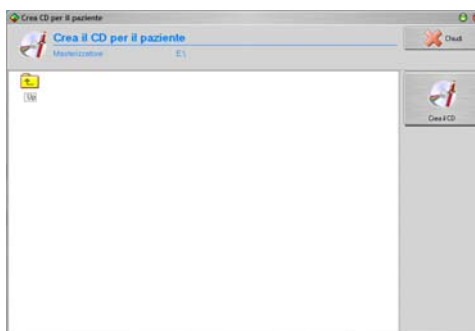 Crea CD per il paziente
Crea il CD per il paziente
Masterizzatore E:\
Chiudi
Up
Crea il CD